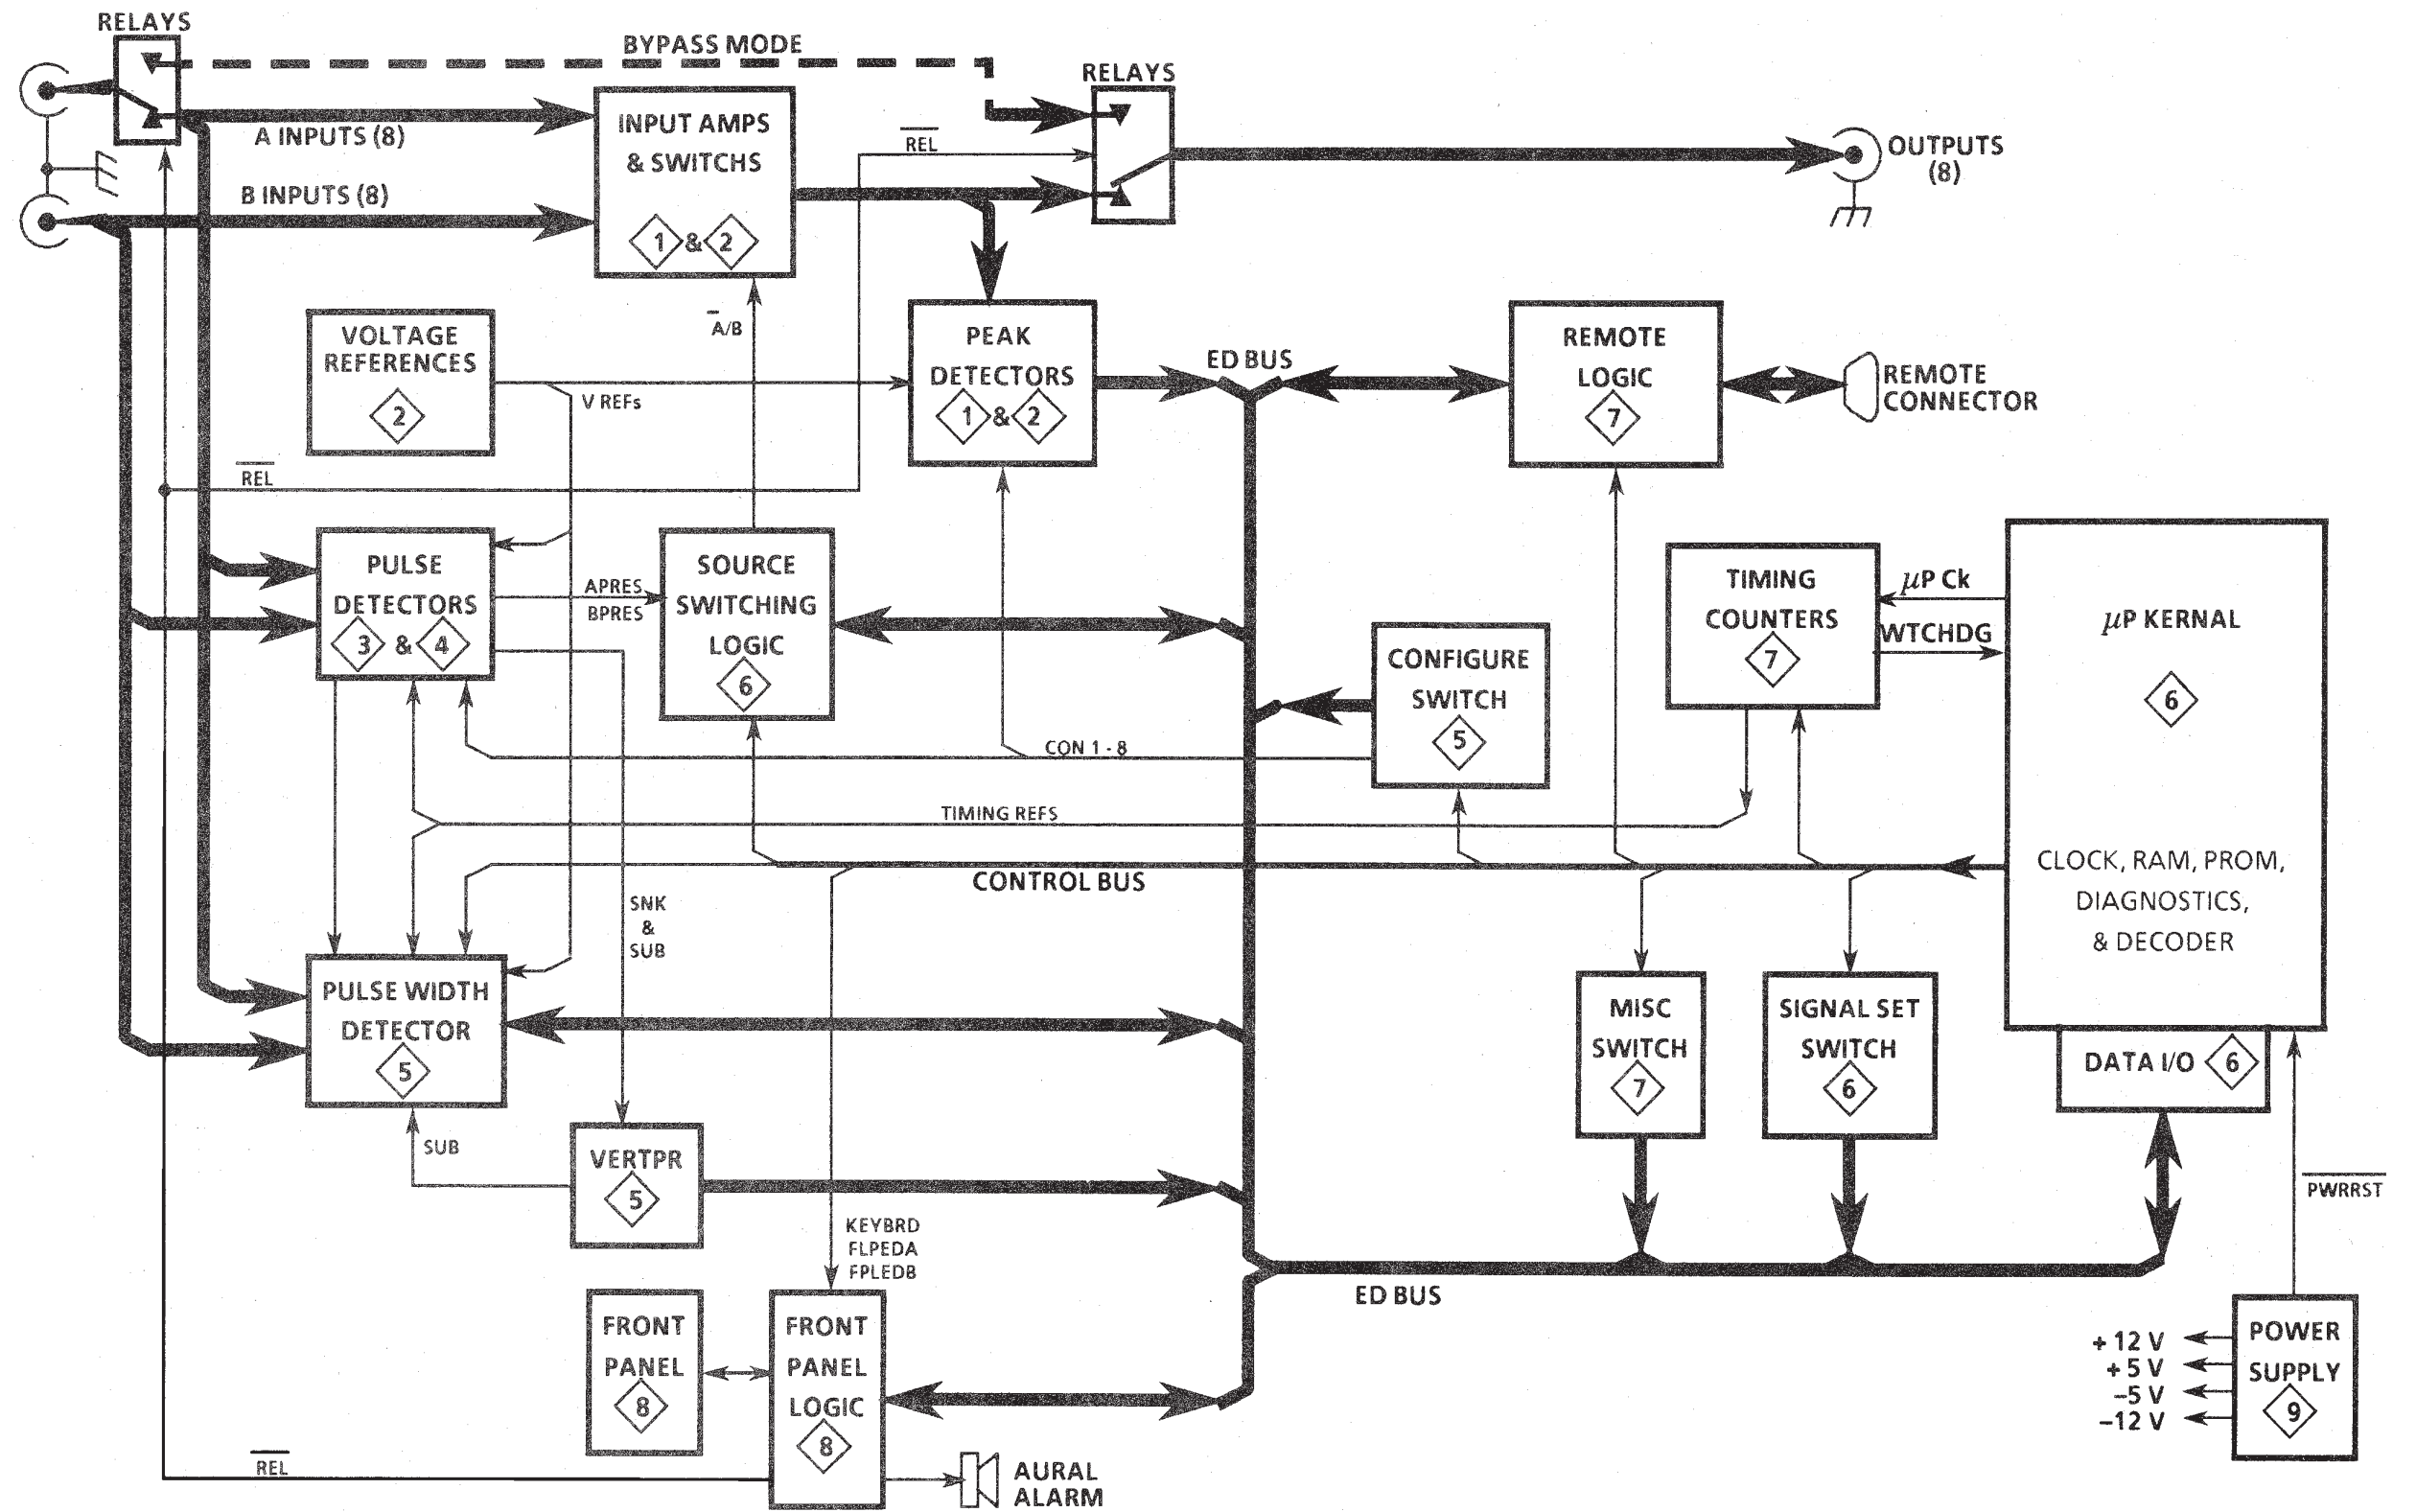 RELAYS
BYPASS MODE
RELAYS
A INPUTS (8)
B INPUTS (8)
INPUT AMPS
& SWITCHS
1 & 2
REL
OUTPUTS
(8)
A/B
VOLTAGE
REFERENCES
2
V REFs
PEAK
DETECTORS
1 & 2
ED BUS
REMOTE
LOGIC
7
REMOTE
CONNECTOR
REL
PULSE
DETECTORS
3 & 4
APRES
BPRES
SOURCE
SWITCHING
LOGIC
6
CONFIGURE
SWITCH
5
TIMING
COUNTERS
7
µP Ck
WTCHDG
µP KERNAL
6
CLOCK, RAM, PROM,
DIAGNOSTICS,
& DECODER
CON 1 - 8
TIMING REFS
CONTROL BUS
SNK
&
SUB
PULSE WIDTH
DETECTOR
5
MISC
SWITCH
7
SIGNAL SET
SWITCH
6
DATA I/O 6
SUB
VERTPR
5
PWRRST
KEYBRD
FLPEDA
FPLEDB
ED BUS
FRONT
PANEL
8
FRONT
PANEL
LOGIC
8
+ 12 V
+ 5 V
–5 V
–12 V
POWER
SUPPLY
9
REL
AURAL
ALARM